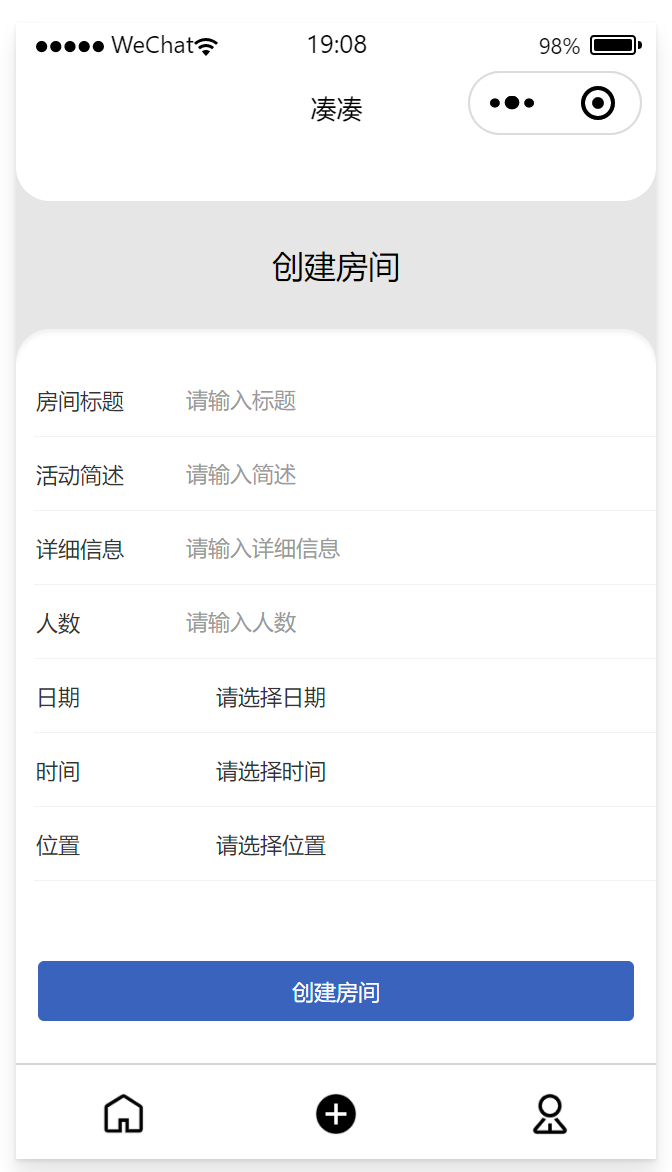 WeChat 19:08 98%
凑凑
创建房间
房间标题 请输入标题
活动简述 请输入简述
详细信息 请输入详细信息
人数 请输入人数
日期 请选择日期
时间 请选择时间
位置 请选择位置
创建房间